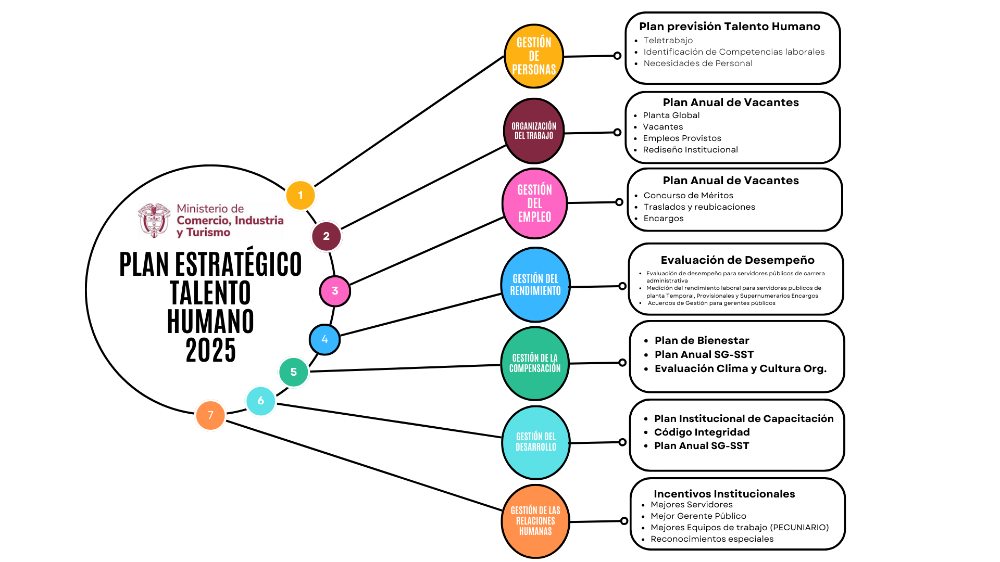 Ministerio de
Comercio, Industria
y Turismo
PLAN ESTRATÉGICO
TALENTO
HUMANO
2025
1
2
3
4
5
6
7
GESTIÓN
DE
PERSONAS
Plan previsión Talento Humano
• Teletrabajo
• Identificación de Competencias laborales
• Necesidades de Personal
ORGANIZACIÓN
DEL TRABAJO
Plan Anual de Vacantes
• Planta Global
• Vacantes
• Empleos Provistos
• Rediseño Institucional
GESTIÓN
DEL
EMPLEO
Plan Anual de Vacantes
• Concurso de Méritos
• Traslados y reubicaciones
• Encargos
GESTIÓN DEL
RENDIMIENTO
Evaluación de Desempeño
• Evaluación de desempeño para servidores públicos de carrera
administrativa
• Medición del rendimiento laboral para servidores públicos de
planta Temporal, Provisionales y Supernumerarios Encargos
• Acuerdos de Gestión para gerentes públicos
GESTIÓN DE LA
COMPENSACIÓN
• Plan de Bienestar
• Plan Anual SG-SST
• Evaluación Clima y Cultura Org.
GESTIÓN DEL
DESARROLLO
• Plan Institucional de Capacitación
• Código Integridad
• Plan Anual SG-SST
GESTIÓN DE LAS
RELACIONES
HUMANAS
Incentivos Institucionales
• Mejores Servidores
• Mejor Gerente Público
• Mejores Equipos de trabajo (PECUNIARIO)
• Reconocimientos especiales